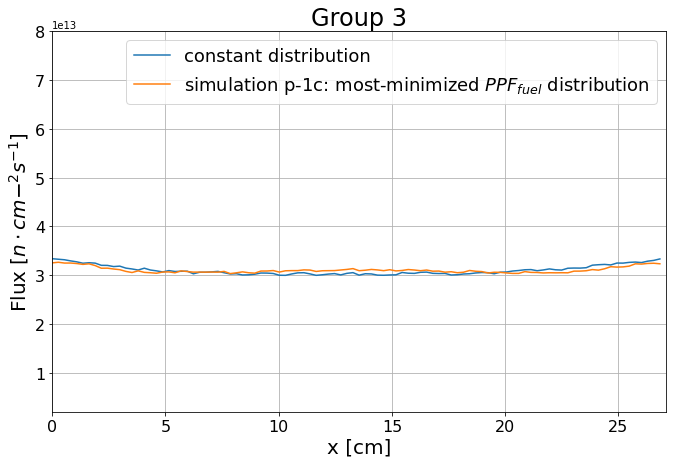 Group 3
1e13
8
7
6
5
4
3
2
1
Flux [n · cm−²s⁻¹]
constant distribution
simulation p-1c: most-minimized PPF_fuel distribution
0 5 10 15 20 25
x [cm]